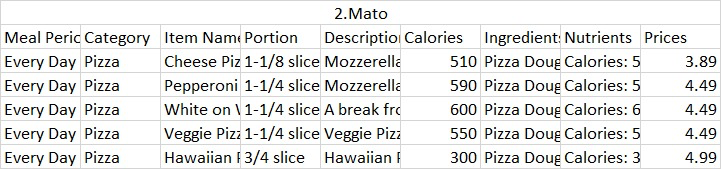 2.Mato
Meal Peric Category Item Name Portion Description Calories Ingredients Nutrients Prices
Every Day Pizza Cheese Piz 1-1/8 slice Mozzerella 510 Pizza Doug Calories: 5 3.89
Every Day Pizza Pepperoni 1-1/4 slice Mozzerella 590 Pizza Doug Calories: 5 4.49
Every Day Pizza White on W 1-1/4 slice A break fro 600 Pizza Doug Calories: 6 4.49
Every Day Pizza Veggie Pizz 1-1/4 slice Veggie Pizz 550 Pizza Doug Calories: 5 4.49
Every Day Pizza Hawaiian P 3/4 slice Hawaiian P 300 Pizza Doug Calories: 3 4.99